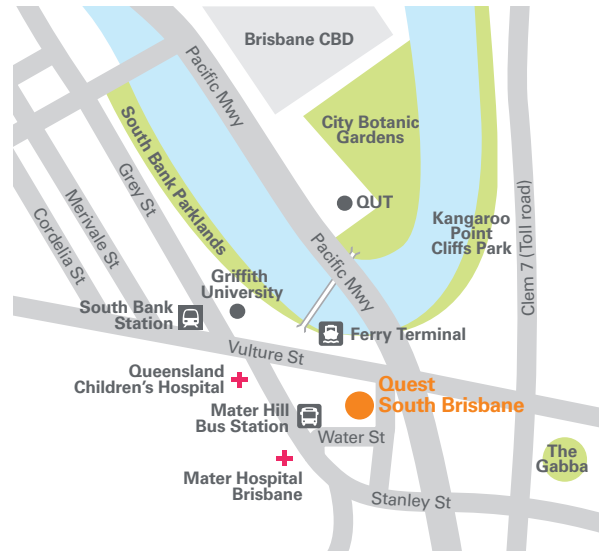 Brisbane CBD
Pacific Mwy
City Botanic
Gardens
South Bank Parklands
Grey St
Merivale St
Cordelia St
QUT
Kangaroo
Point
Cliffs Park
Clem 7 (Toll road)
Pacific Mwy
Griffith
University
South Bank
Station
Ferry Terminal
Vulture St
Queensland
Children's Hospital
Quest
South Brisbane
Mater Hill
Bus Station
Water St
The
Gabba
Mater Hospital
Brisbane
Stanley St